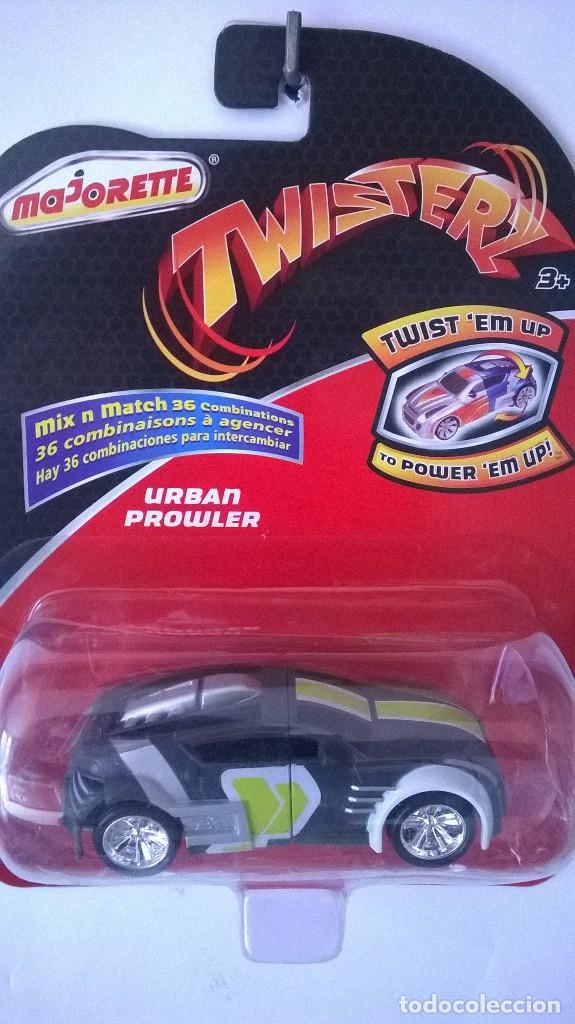 majorette ®
TWISTERZ
3+
TWIST 'EM UP
TO POWER 'EM UP!
Mix n Match 36 Combinations
36 combinaisons à agencer
Hay 36 combinaciones para intercambiar
URBAN
PROWLER
todocoleccion